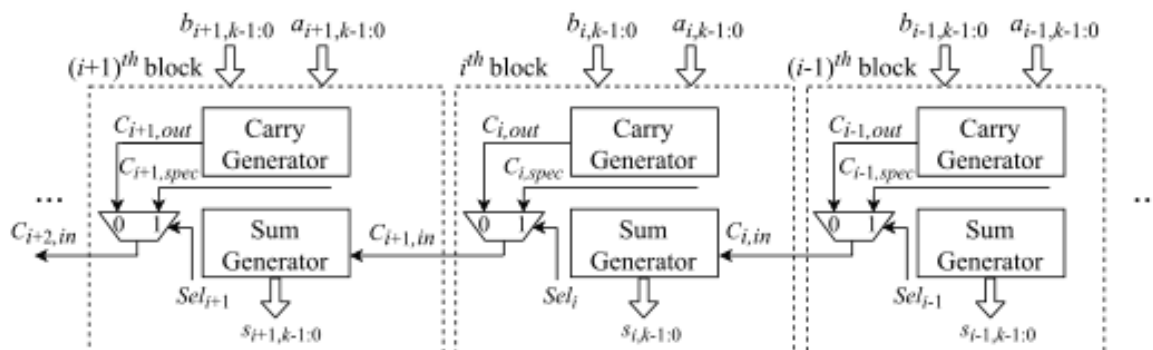 b_{i+1,k-1:0} a_{i+1,k-1:0} b_{i,k-1:0} a_{i,k-1:0} b_{i-1,k-1:0} a_{i-1,k-1:0}
(i+1)^{th} block i^{th} block (i-1)^{th} block
C_{i+1,out} Carry Generator C_{i,out} Carry Generator C_{i-1,out} Carry Generator
C_{i+1,spec} C_{i,spec} C_{i-1,spec}
... ..
0 1 0 1 0 1
C_{i+2,in} Sum Generator C_{i+1,in} Sum Generator C_{i,in} Sum Generator
Sel_{i+1} Sel_i Sel_{i-1}
s_{i+1,k-1:0} s_{i,k-1:0} s_{i-1,k-1:0}